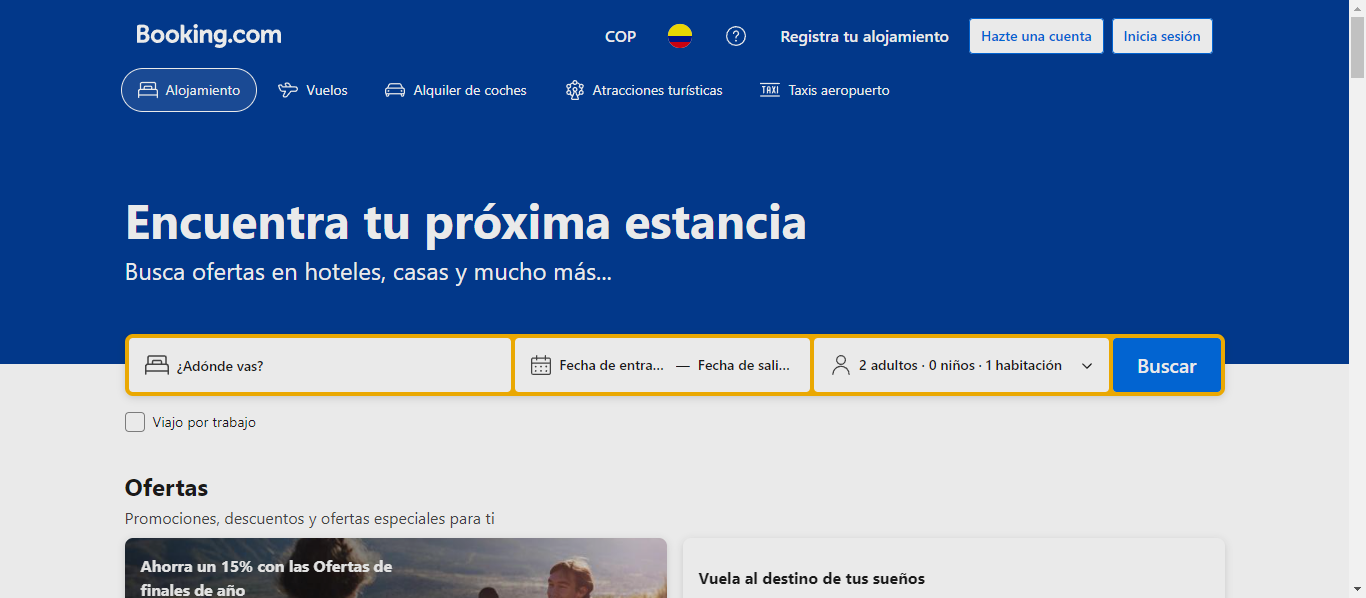 Booking.com
COP
Registra tu alojamiento
Hazte una cuenta
Inicia sesión
Alojamiento
Vuelos
Alquiler de coches
Atracciones turísticas
TAXI
Taxis aeropuerto
Encuentra tu próxima estancia
Busca ofertas en hoteles, casas y mucho más...
¿Adónde vas?
Fecha de entra... — Fecha de sali...
2 adultos · 0 niños · 1 habitación
Buscar
Viajo por trabajo
Ofertas
Promociones, descuentos y ofertas especiales para ti
Ahorra un 15% con las Ofertas de
finales de año
Vuela al destino de tus sueños